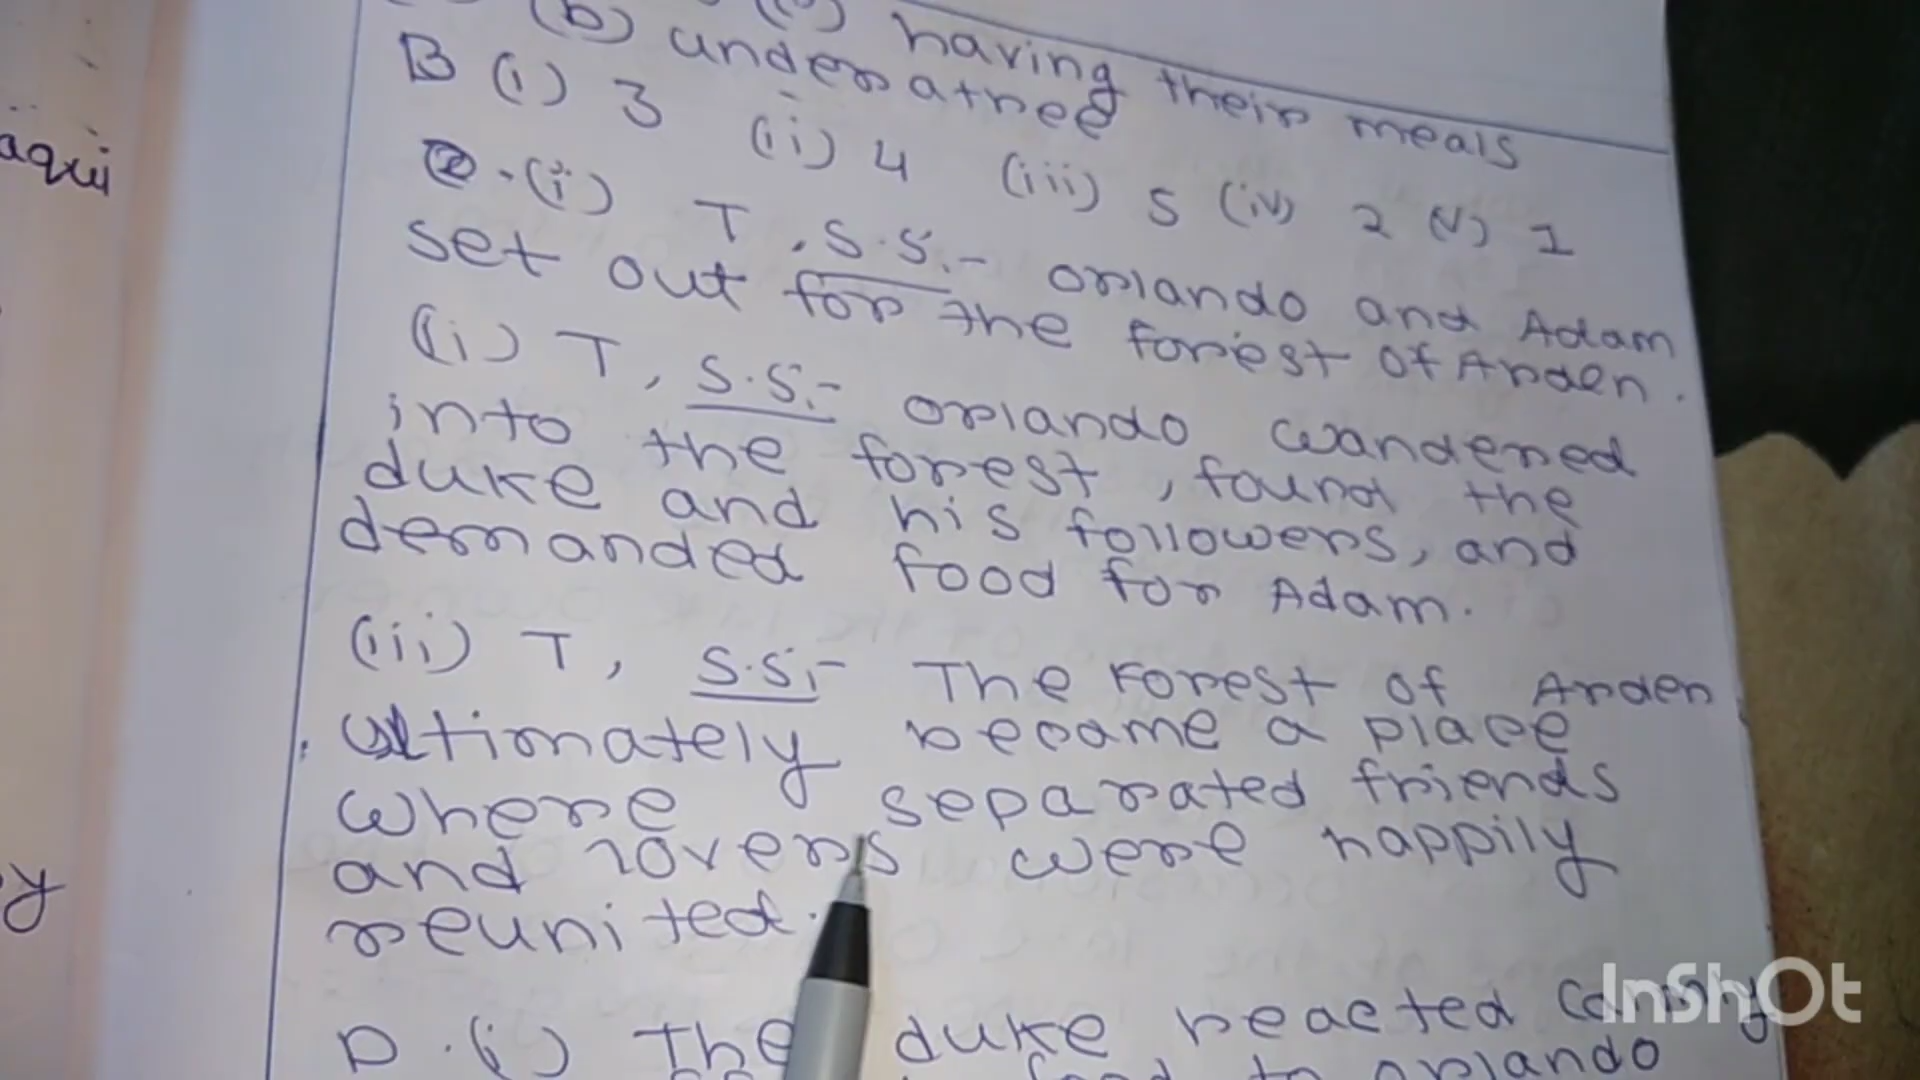 having their meals
(b) under a tree
B (i) 3 (ii) 4 (iii) 5 (iv) 2 (v) 1
(i) T, S.S.- Orlando and Adam
set out for the forest of Arden.
(i) T, S.S.- Orlando wandered
into the forest, found the
duke and his followers, and
demanded food for Adam.
(iii) T, S.S.- The Forest of Arden
ultimately became a place
where separated friends
and lovers were happily
reunited.
D.(i) The duke reacted
to Orlando
aqui
y
InShOt